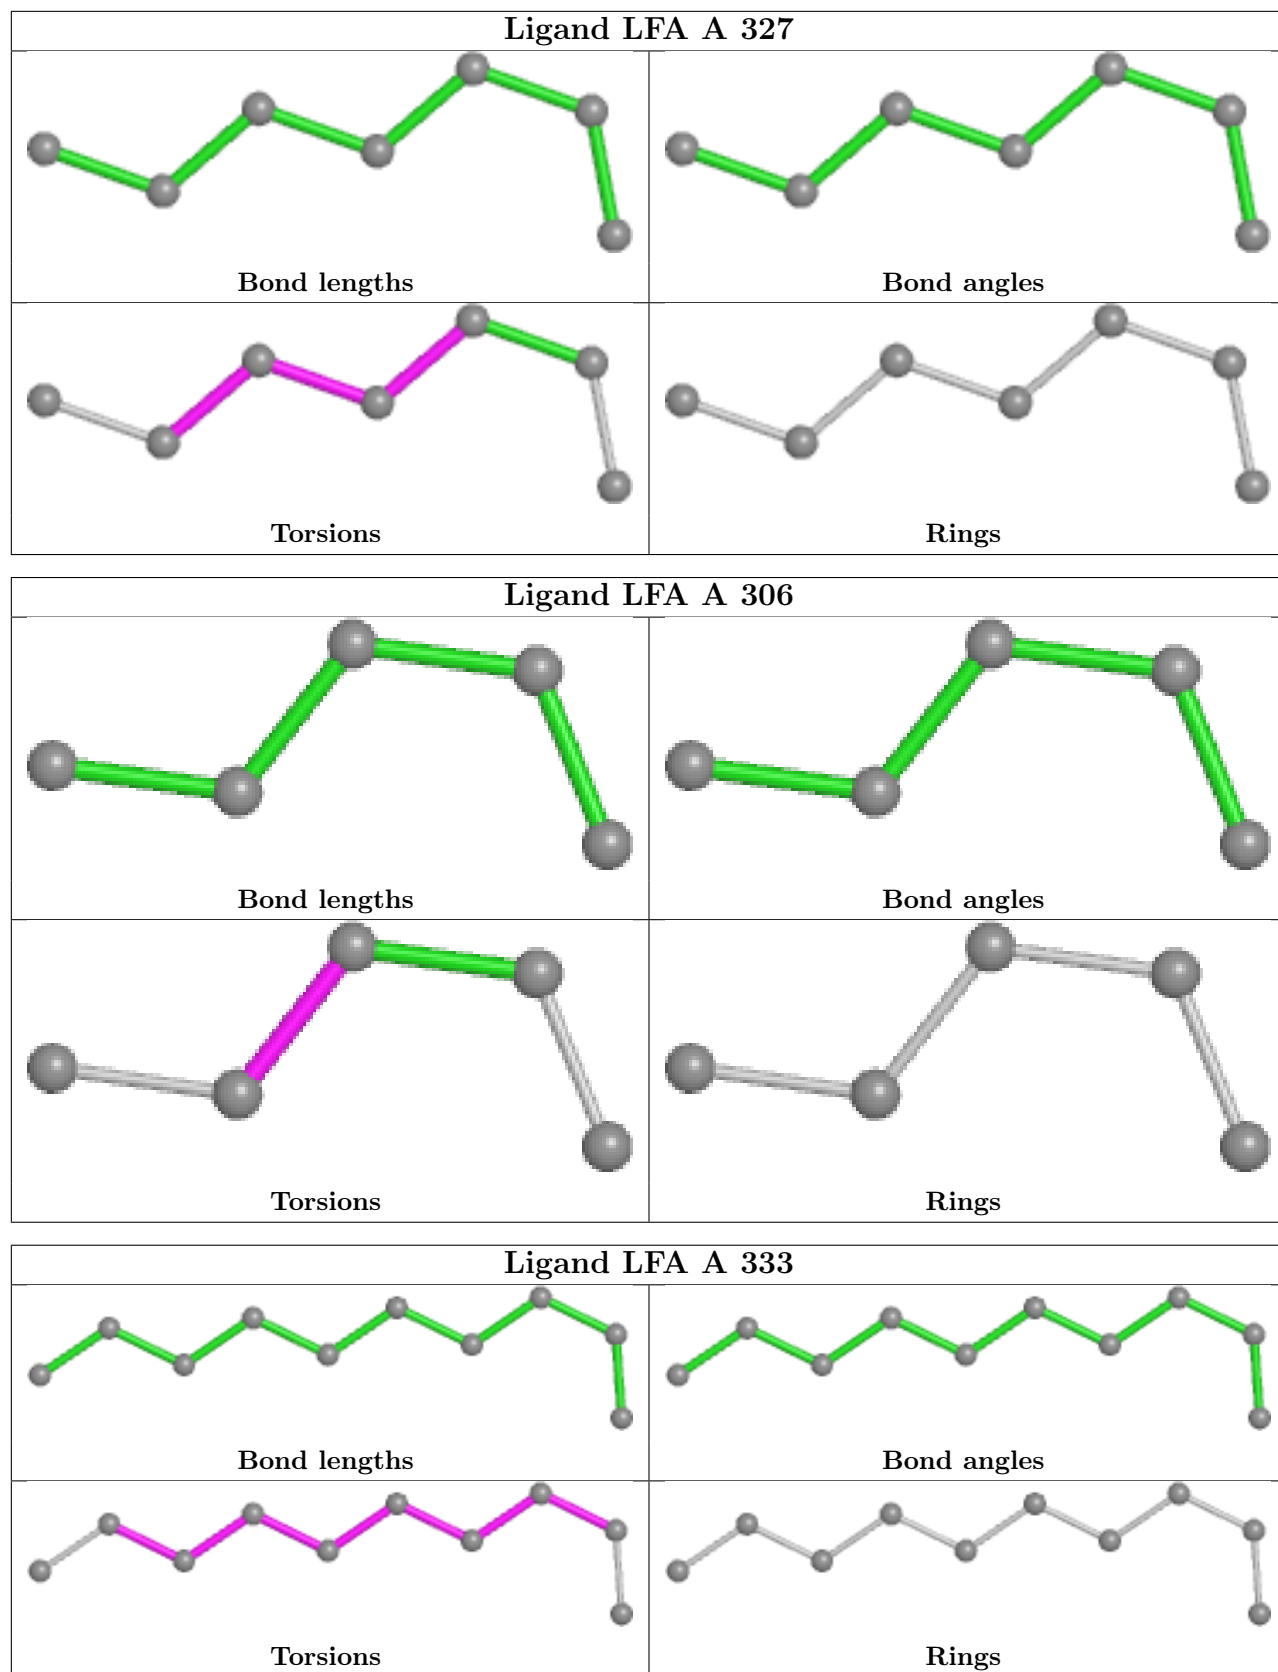 Ligand LFA A 327
Bond lengths
Bond angles
Torsions
Rings
Ligand LFA A 306
Bond lengths
Bond angles
Torsions
Rings
Ligand LFA A 333
Bond lengths
Bond angles
Torsions
Rings